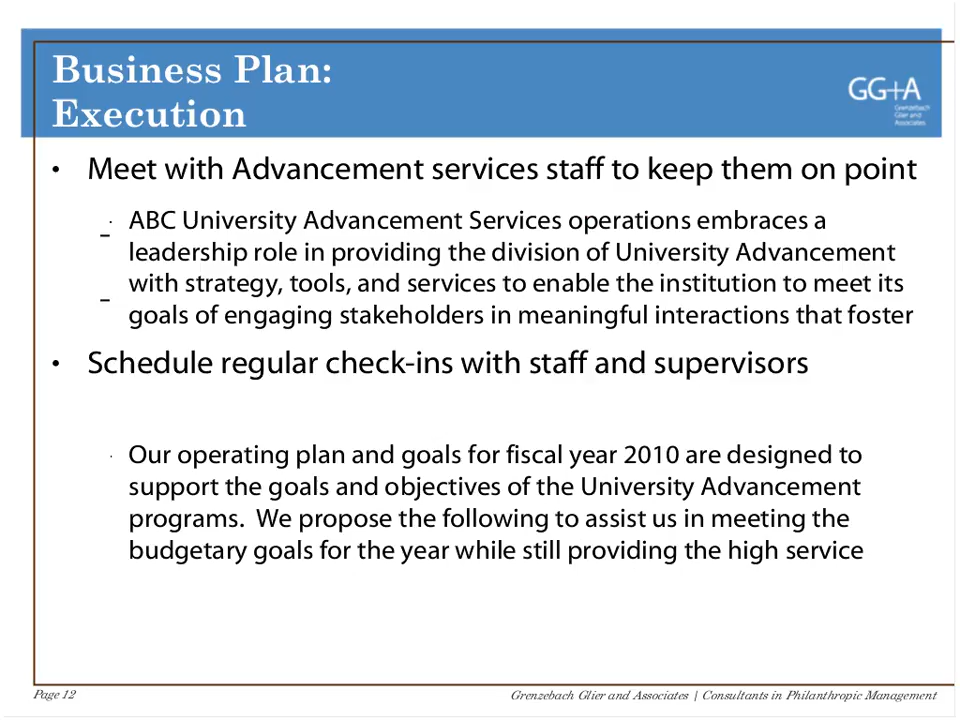 Business Plan:
Execution
GG+A
Grenzebach
Glier and
Associates
• Meet with Advancement services staff to keep them on point
– ABC University Advancement Services operations embraces a
leadership role in providing the division of University Advancement
– with strategy, tools, and services to enable the institution to meet its
goals of engaging stakeholders in meaningful interactions that foster
• Schedule regular check-ins with staff and supervisors
· Our operating plan and goals for fiscal year 2010 are designed to
support the goals and objectives of the University Advancement
programs.  We propose the following to assist us in meeting the
budgetary goals for the year while still providing the high service
Page 12
Grenzebach Glier and Associates | Consultants in Philanthropic Management